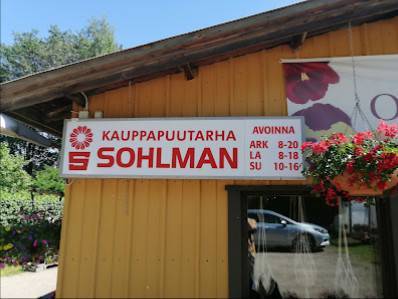 KAUPPAPUUTARHA
SOHLMAN
AVOINNA
ARK 8-20
LA 8-18
SU 10-16